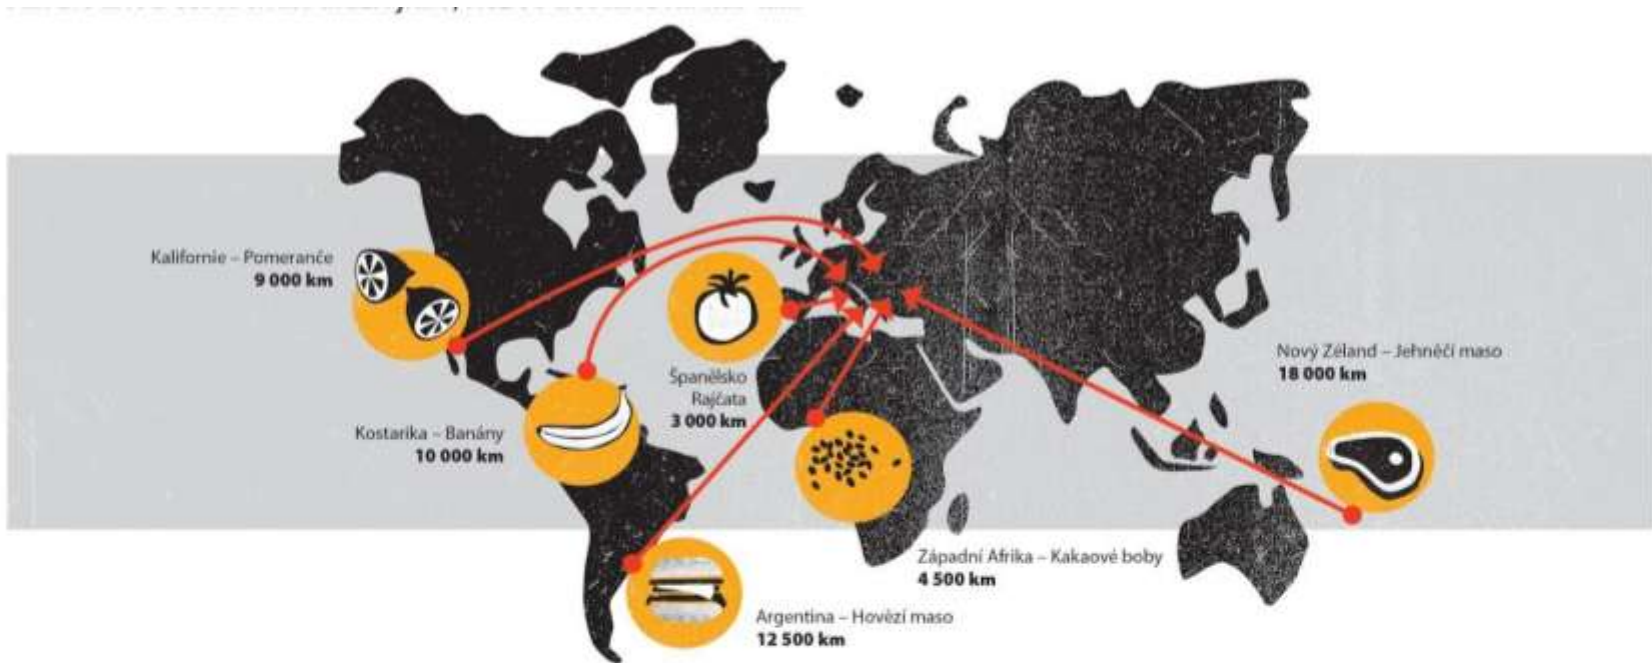 Kalifornie – Pomeranče
9 000 km
Kostarika – Banány
10 000 km
Španělsko
Rajčata
3 000 km
Nový Zéland – Jehněčí maso
18 000 km
Západní Afrika – Kakaové boby
4 500 km
Argentina – Hovězí maso
12 500 km